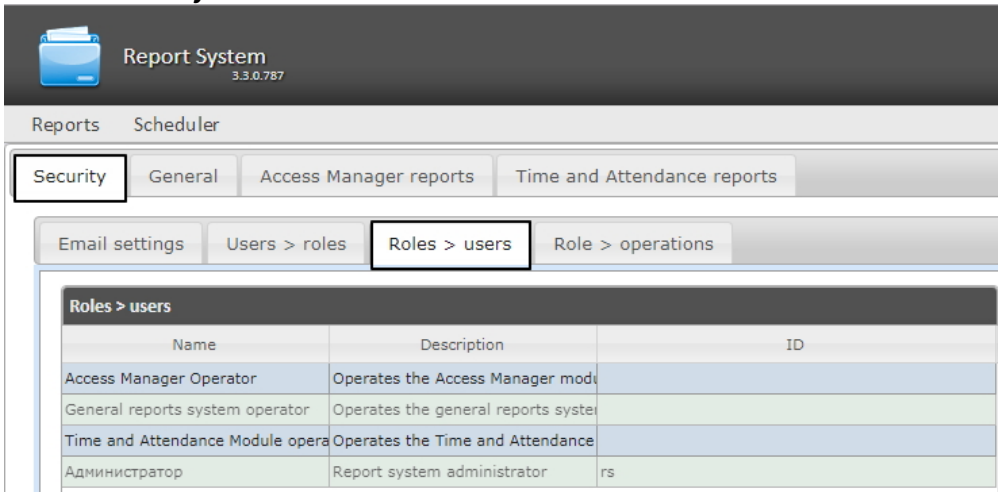 Report System
3.3.0.787
Reports Scheduler
Security General Access Manager reports Time and Attendance reports
Email settings Users > roles Roles > users Role > operations
Roles > users
Name Description ID
Access Manager Operator Operates the Access Manager modu
General reports system operator Operates the general reports syster
Time and Attendance Module opera Operates the Time and Attendance
Администратор Report system administrator rs